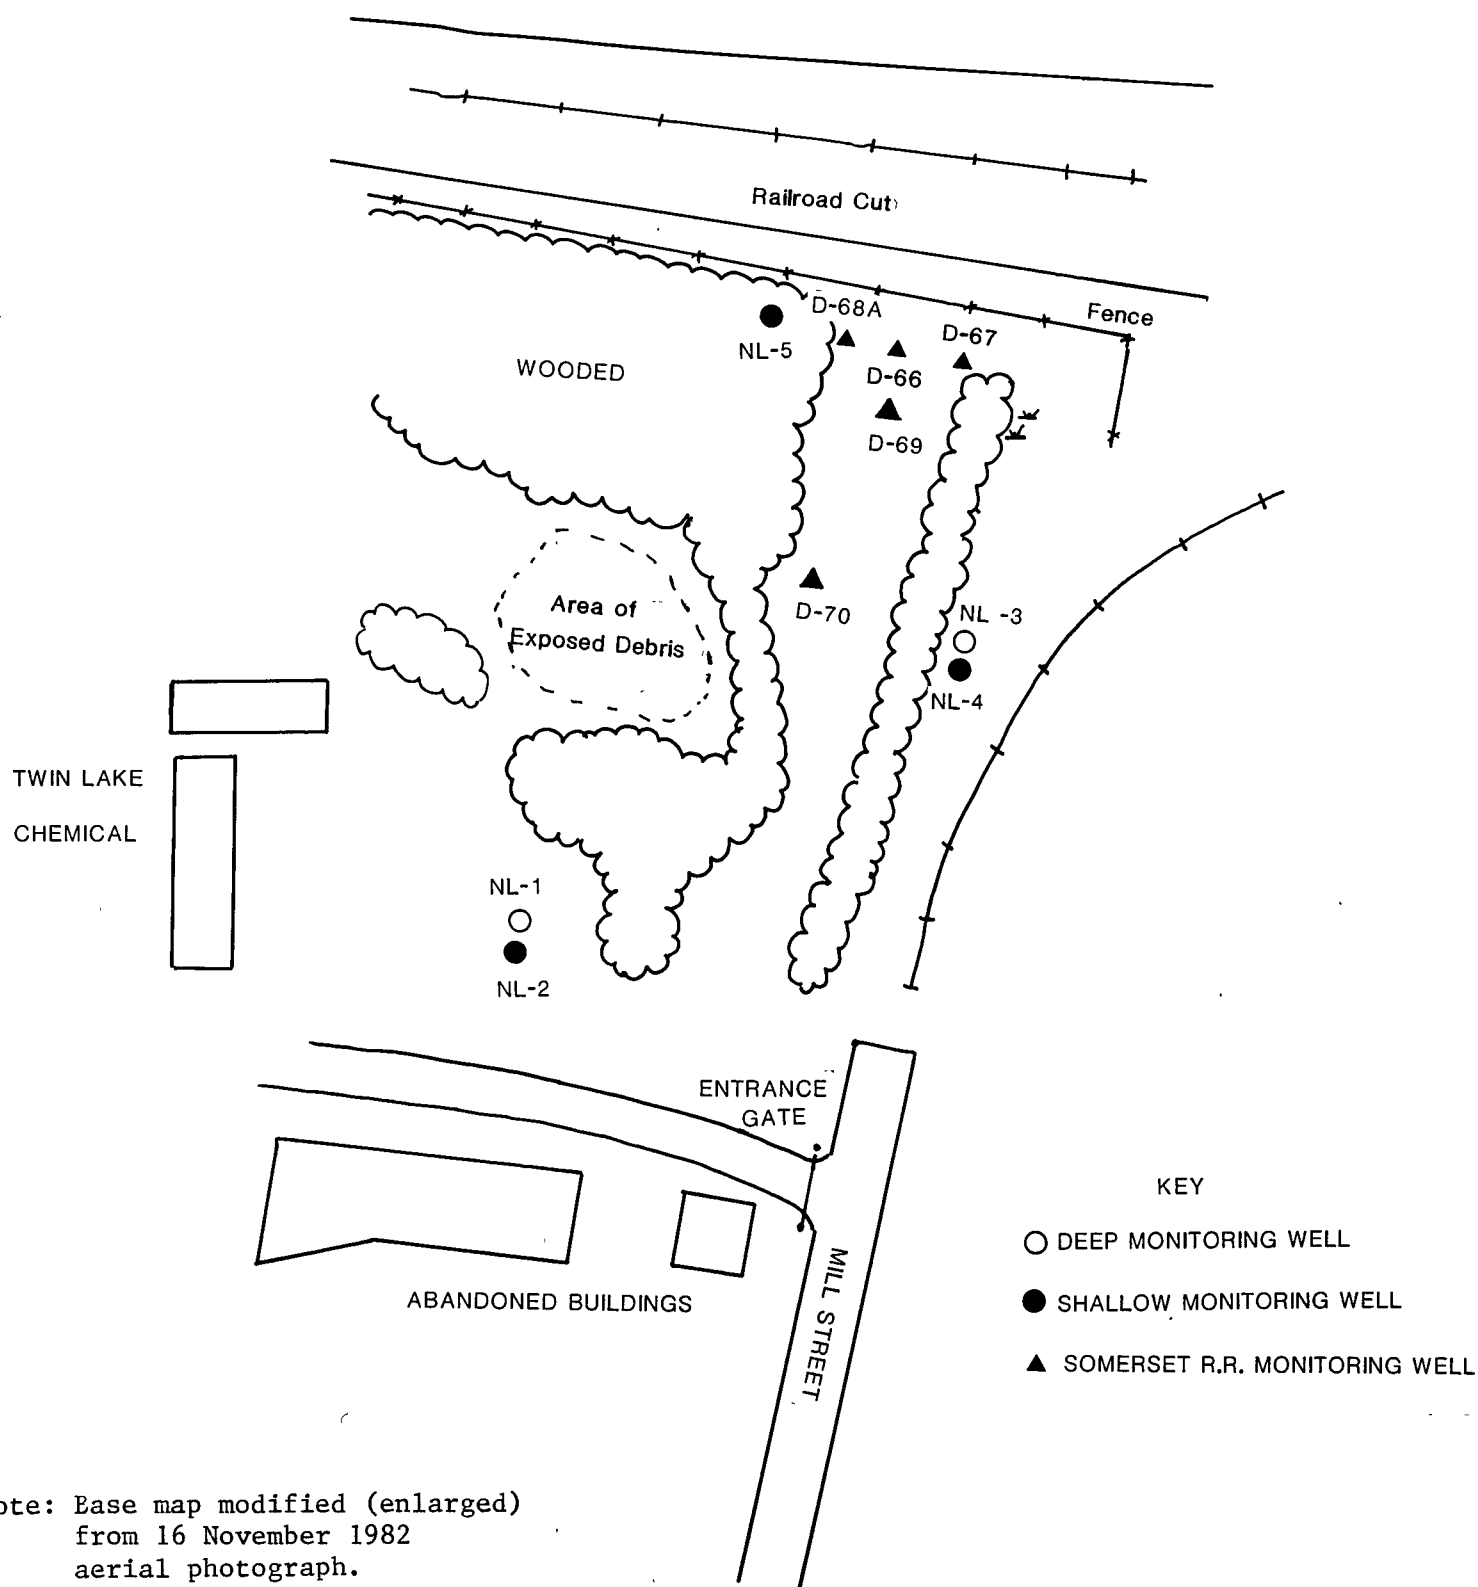 Railroad Cut
Fence
D-68A
D-67
NL-5
D-66
WOODED
D-69
Area of
Exposed Debris
D-70
NL -3
NL-4
TWIN LAKE
CHEMICAL
NL-1
NL-2
ENTRANCE
GATE
MILL STREET
ABANDONED BUILDINGS
KEY
DEEP MONITORING WELL
SHALLOW MONITORING WELL
SOMERSET R.R. MONITORING WELL
ote: Ease map modified (enlarged)
from 16 November 1982
aerial photograph.